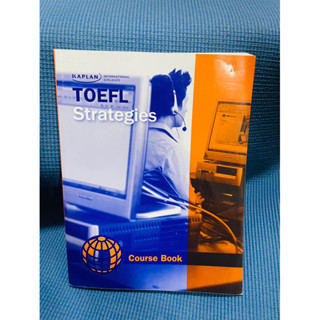 KAPLAN INTERNATIONAL
COLLEGES
TOEFL
Strategies
Course Book